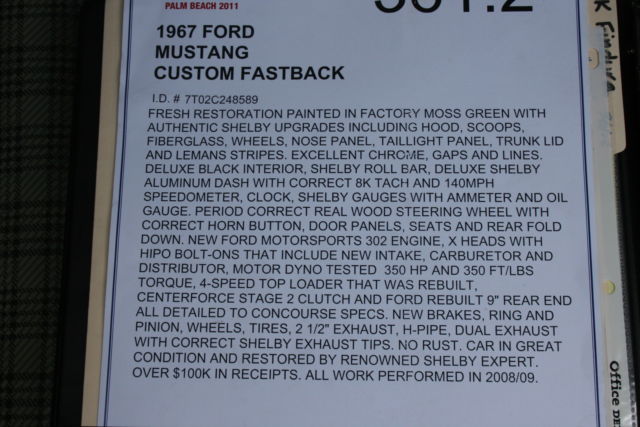 PALM BEACH 2011
1967 FORD
MUSTANG
CUSTOM FASTBACK
I.D. # 7T02C248589
FRESH RESTORATION PAINTED IN FACTORY MOSS GREEN WITH
AUTHENTIC SHELBY UPGRADES INCLUDING HOOD, SCOOPS,
FIBERGLASS, WHEELS, NOSE PANEL, TAILLIGHT PANEL, TRUNK LID
AND LEMANS STRIPES. EXCELLENT CHROME, GAPS AND LINES.
DELUXE BLACK INTERIOR, SHELBY ROLL BAR, DELUXE SHELBY
ALUMINUM DASH WITH CORRECT 8K TACH AND 140MPH
SPEEDOMETER, CLOCK, SHELBY GAUGES WITH AMMETER AND OIL
GAUGE. PERIOD CORRECT REAL WOOD STEERING WHEEL WITH
CORRECT HORN BUTTON, DOOR PANELS, SEATS AND REAR FOLD
DOWN. NEW FORD MOTORSPORTS 302 ENGINE, X HEADS WITH
HIPO BOLT-ONS THAT INCLUDE NEW INTAKE, CARBURETOR AND
DISTRIBUTOR, MOTOR DYNO TESTED 350 HP AND 350 FT/LBS
TORQUE, 4-SPEED TOP LOADER THAT WAS REBUILT,
CENTERFORCE STAGE 2 CLUTCH AND FORD REBUILT 9" REAR END
ALL DETAILED TO CONCOURSE SPECS. NEW BRAKES, RING AND
PINION, WHEELS, TIRES, 2 1/2" EXHAUST, H-PIPE, DUAL EXHAUST
WITH CORRECT SHELBY EXHAUST TIPS. NO RUST. CAR IN GREAT
CONDITION AND RESTORED BY RENOWNED SHELBY EXPERT.
OVER $100K IN RECEIPTS. ALL WORK PERFORMED IN 2008/09.
Office DE